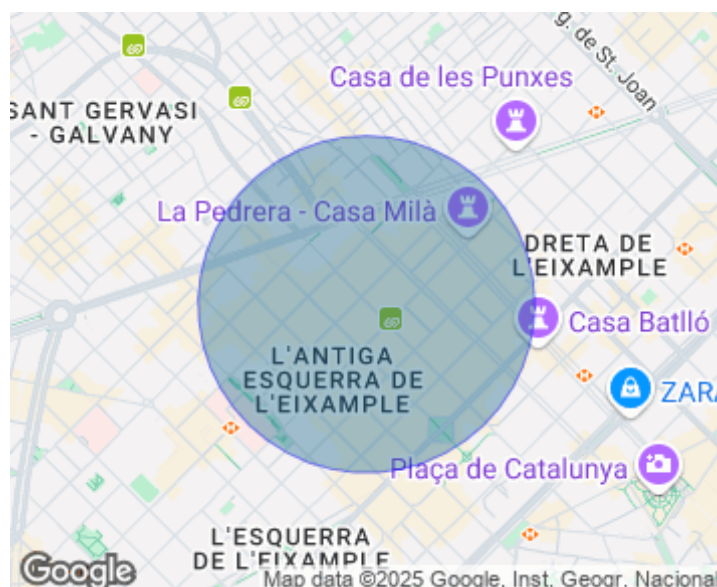 g. de St. Joan
Casa de les Punxes
SANT GERVASI
- GALVANY
La Pedrera - Casa Milà
DRETA DE
L'EIXAMPLE
Casa Batlló
L'ANTIGA
ESQUERRA DE
L'EIXAMPLE
ZARA
Plaça de Catalunya
L'ESQUERRA
DE L'EIXAMPLE
Google
Map data ©2025 Google, Inst. Geogr. Nacional